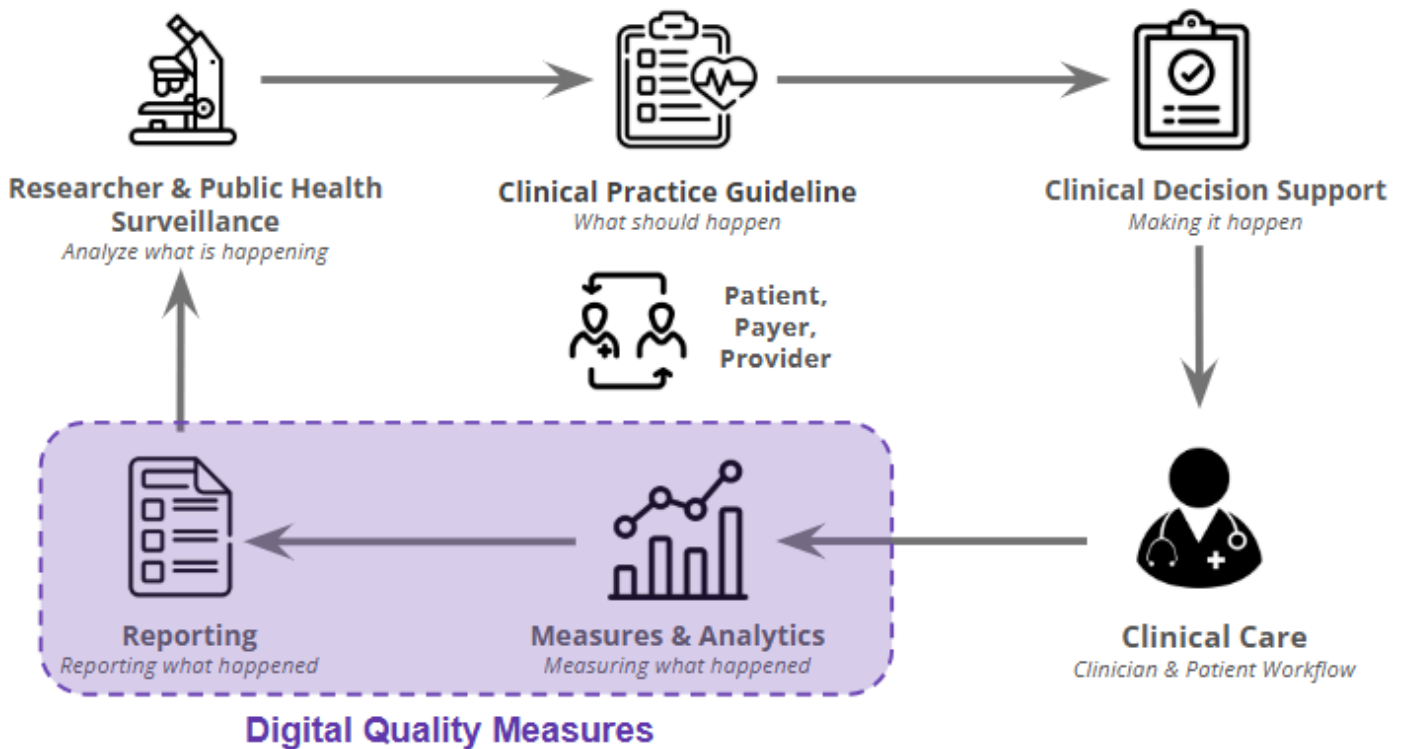 Researcher & Public Health
Surveillance
Analyze what is happening
Clinical Practice Guideline
What should happen
Clinical Decision Support
Making it happen
Patient,
Payer,
Provider
Reporting
Reporting what happened
Measures & Analytics
Measuring what happened
Clinical Care
Clinician & Patient Workflow
Digital Quality Measures